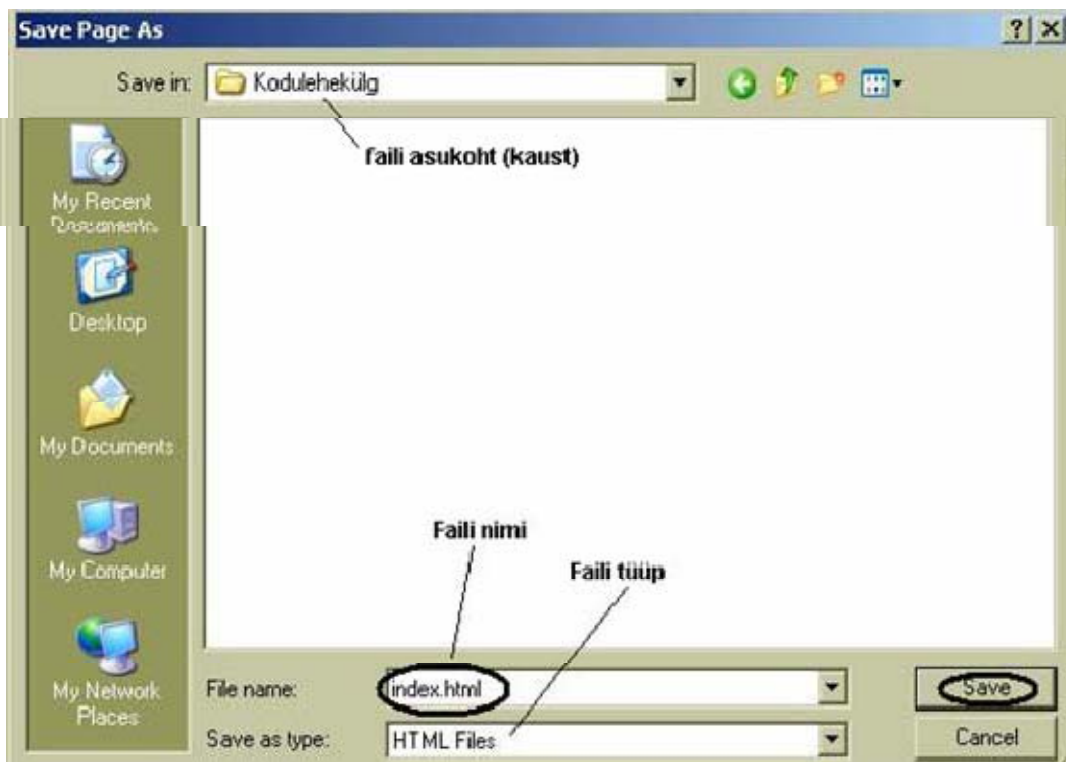 Save Page As
Save in: Kodulehekülg
faili asukoht (kaust)
My Recent
Documents
Desktop
My Documents
My Computer
My Network
Places
Faili nimi
Faili tüüp
File name: index.html
Save
Save as type: HTML Files
Cancel